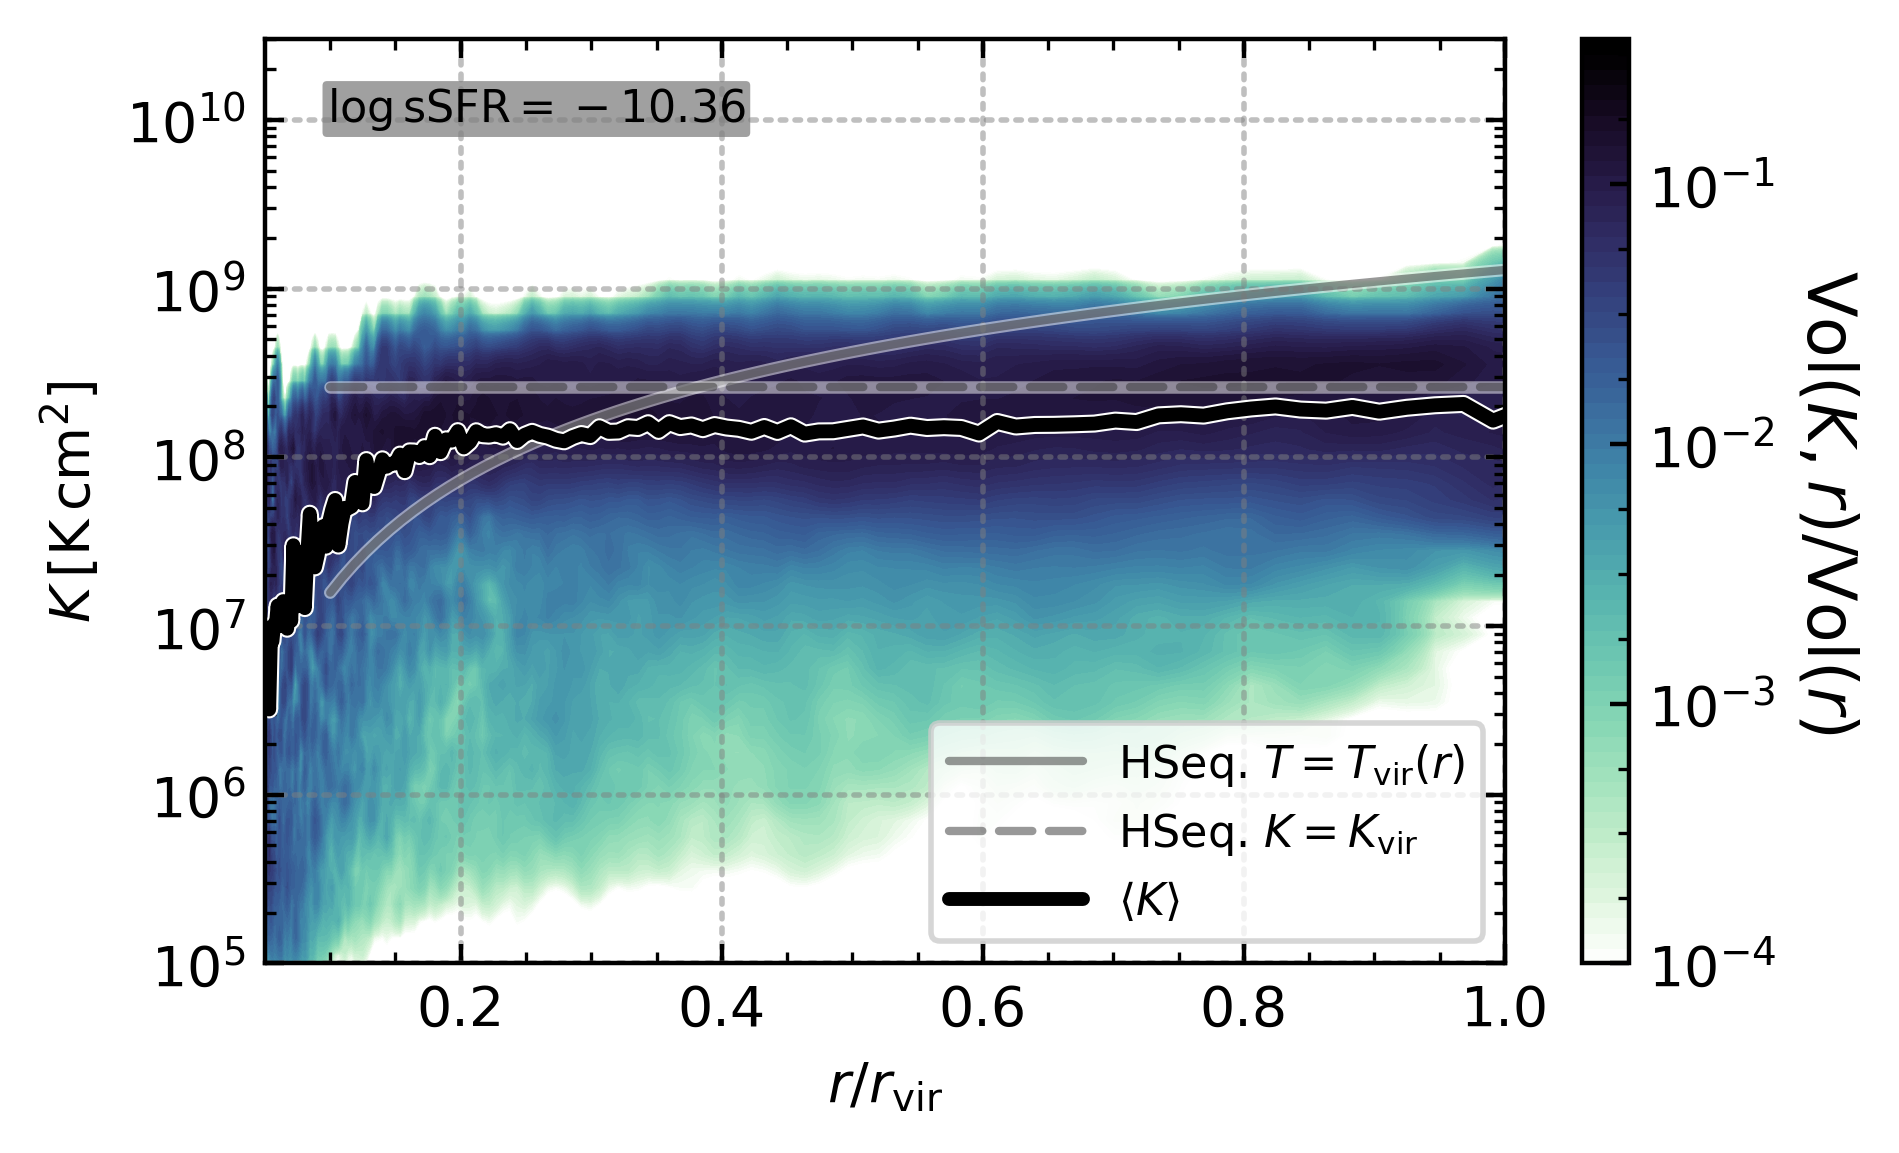 log sSFR = − 10.36
10^10
10^9
10^8
10^7
10^6
10^5
K [K cm^2]
0.2 0.4 0.6 0.8 1.0
r/r_vir
HSeq. T = T_vir(r)
HSeq. K = K_vir
⟨K⟩
10^−1
10^−2
10^−3
10^−4
Vol(K, r)/Vol(r)